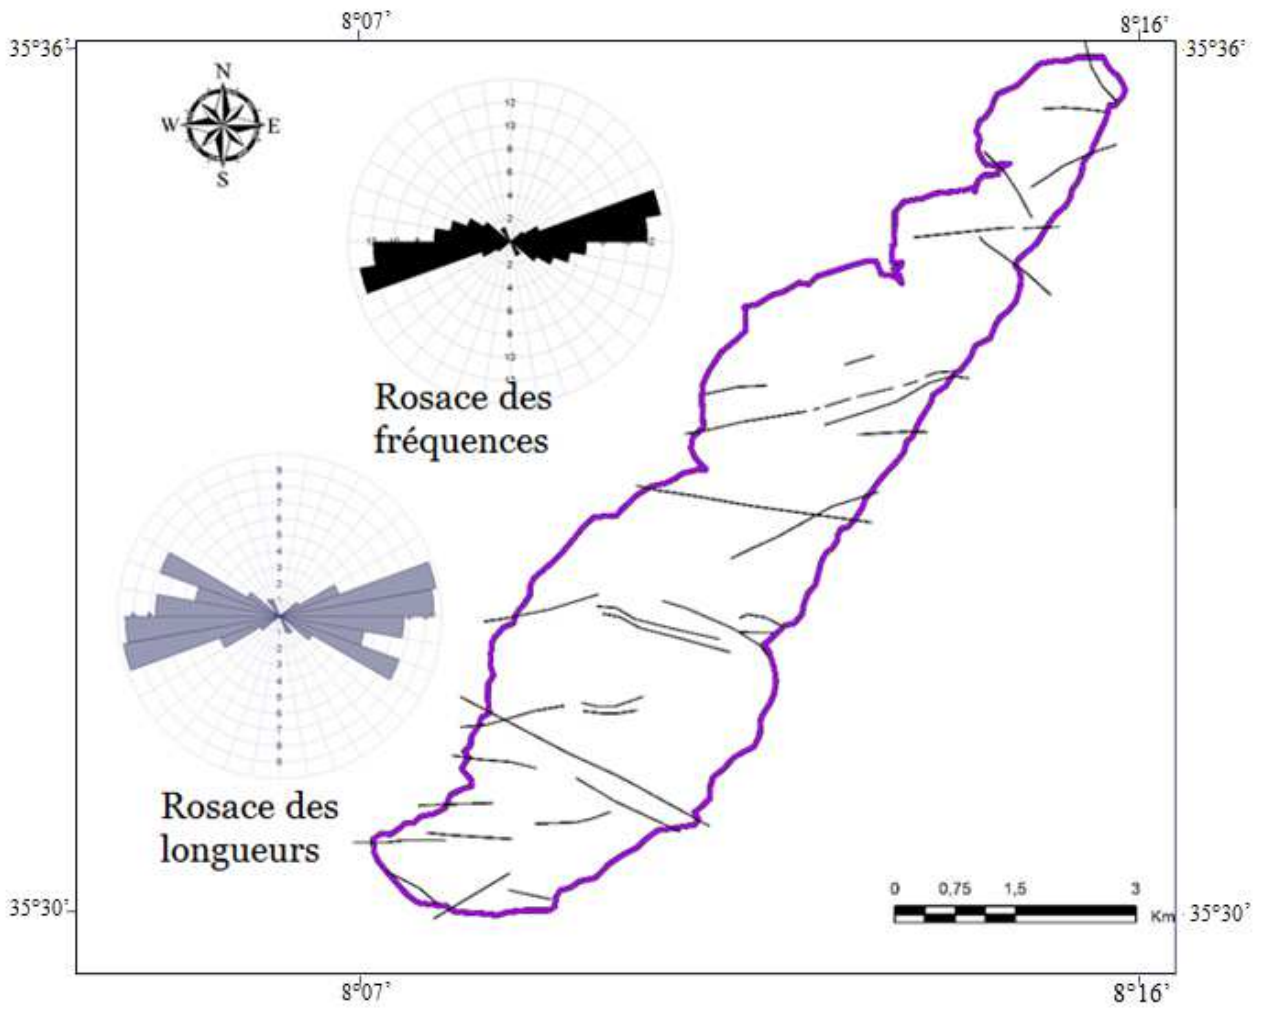 8°07'
8°16'
35°36'
35°36'
N
W
E
S
Rosace des
fréquences
Rosace des
longueurs
0
0,75
1,5
3
Km
35°30'
35°30'
8°07'
8°16'